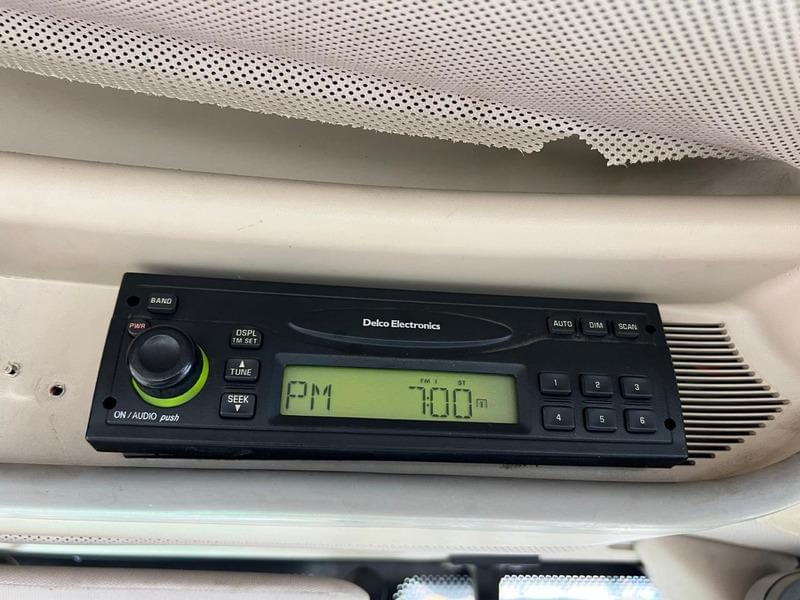 BAND
Delco Electronics
AUTO DIM SCAN
PWR
DSPL
TM SET
TUNE
FM 1 ST
PM 7:00 1
1 2 3
SEEK
ON / AUDIO push
4 5 6